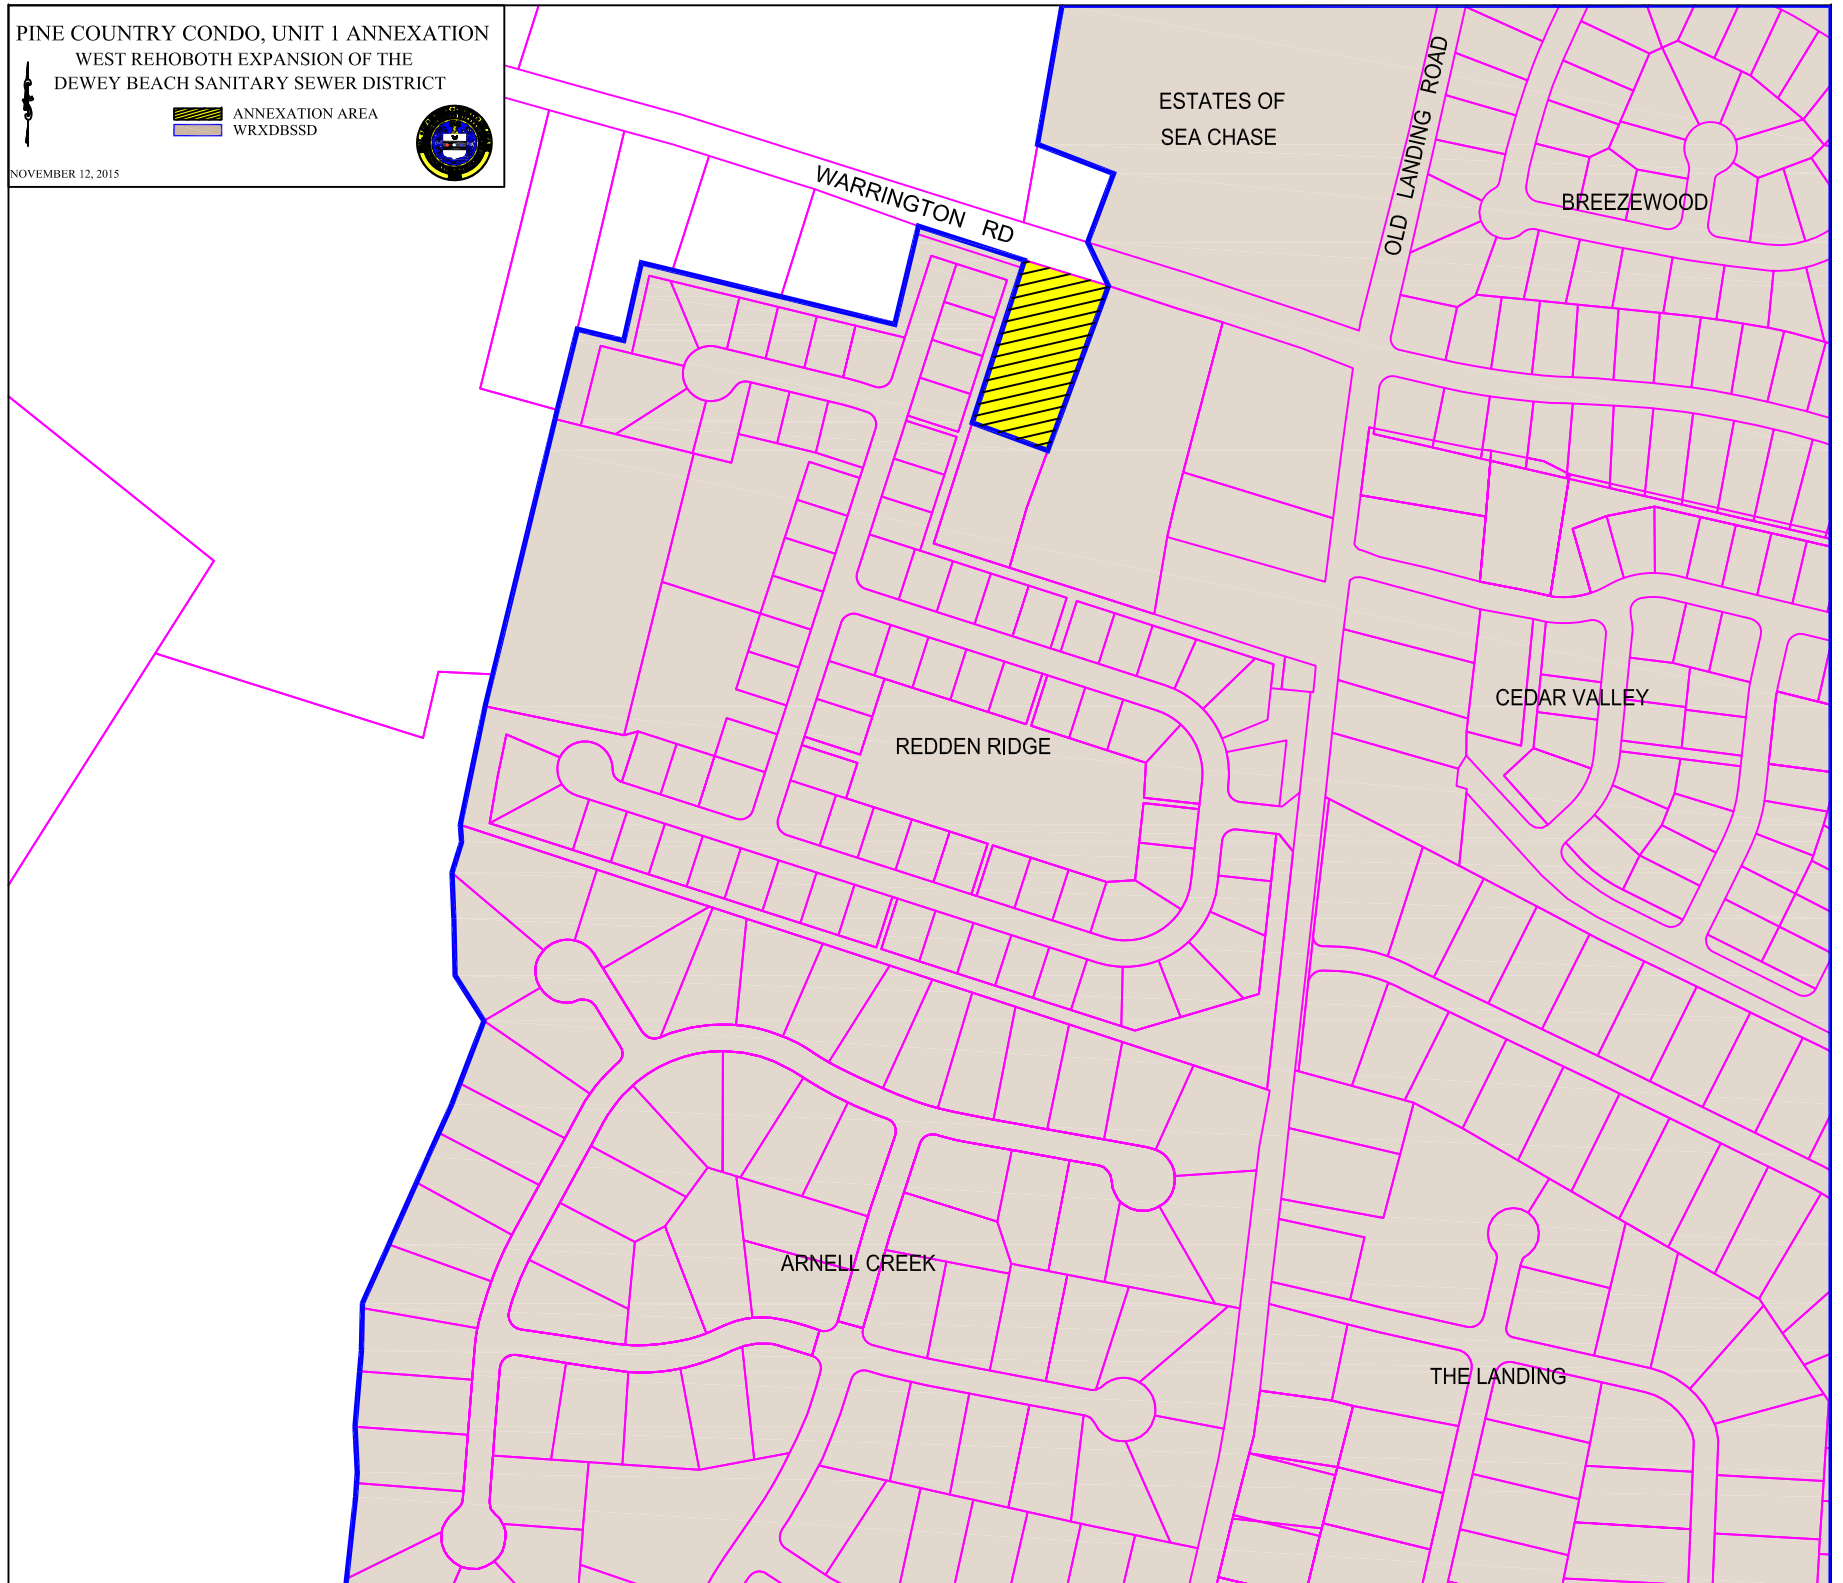 PINE COUNTRY CONDO, UNIT 1 ANNEXATION
WEST REHOBOTH EXPANSION OF THE
DEWEY BEACH SANITARY SEWER DISTRICT
ANNEXATION AREA
WRXDBSSD
NOVEMBER 12, 2015
ESTATES OF
SEA CHASE
OLD LANDING ROAD
WARRINGTON RD
BREEZEWOOD
CEDAR VALLEY
REDDEN RIDGE
ARNELL CREEK
THE LANDING